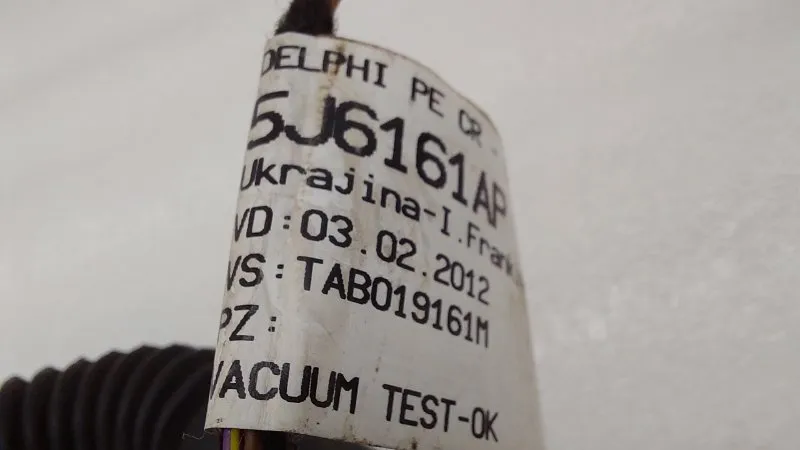 DELPHI PE CR.
5J6161AP
Ukrajina-I.Frank
VD:03.02.2012
VS:TAB019161M
PZ:
VACUUM TEST-OK